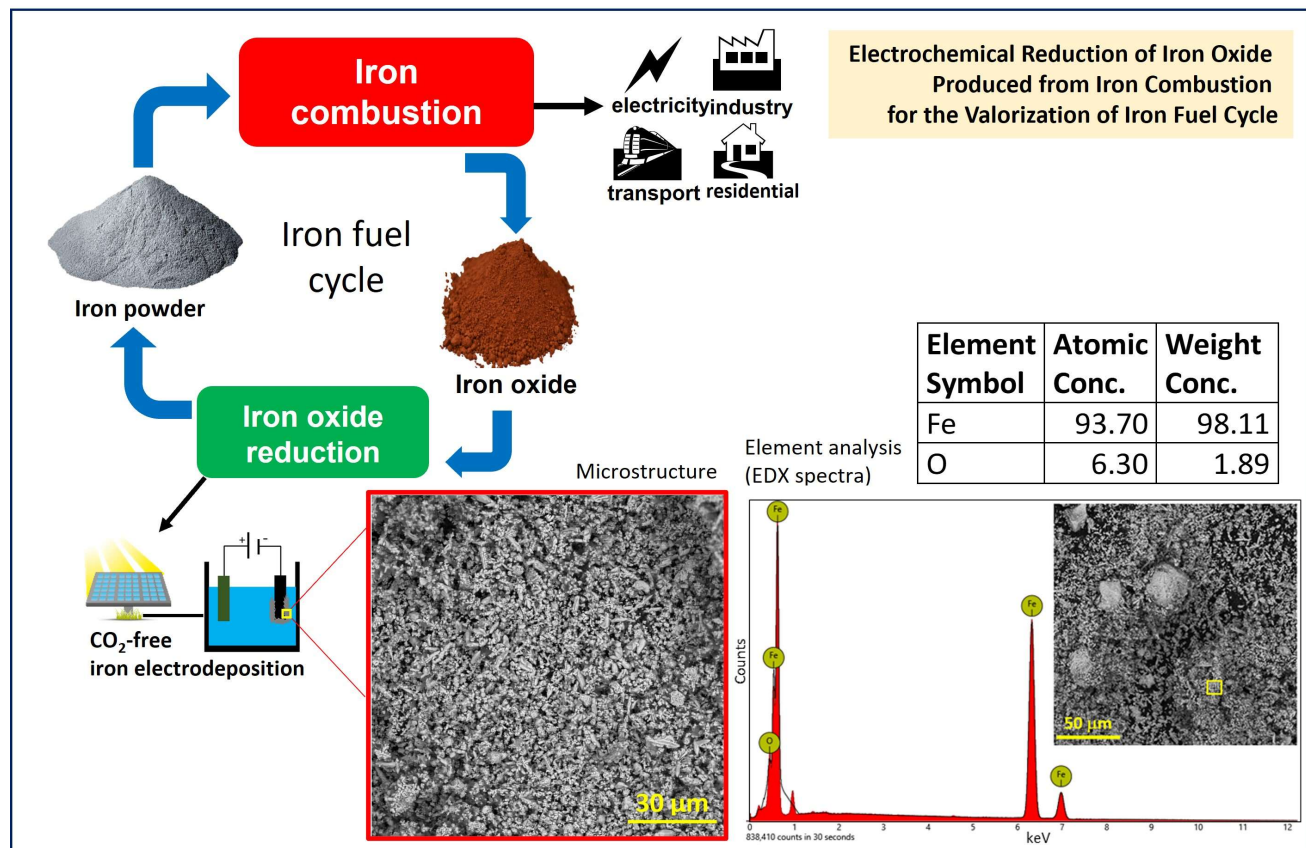 Iron
combustion
electricity
industry
transport
residential
Electrochemical Reduction of Iron Oxide
Produced from Iron Combustion
for the Valorization of Iron Fuel Cycle
Iron fuel
cycle
Iron powder
Iron oxide
Iron oxide
reduction
CO₂-free
iron electrodeposition
+ -
Microstructure
30 µm
Element analysis
(EDX spectra)
Element Symbol | Atomic Conc. | Weight Conc.
Fe | 93.70 | 98.11
O | 6.30 | 1.89
Fe
Fe
O
Fe
Fe
50 µm
Counts
0 1 2 3 4 5 6 7 8 9 10 11 12
838,410 counts in 30 seconds
keV